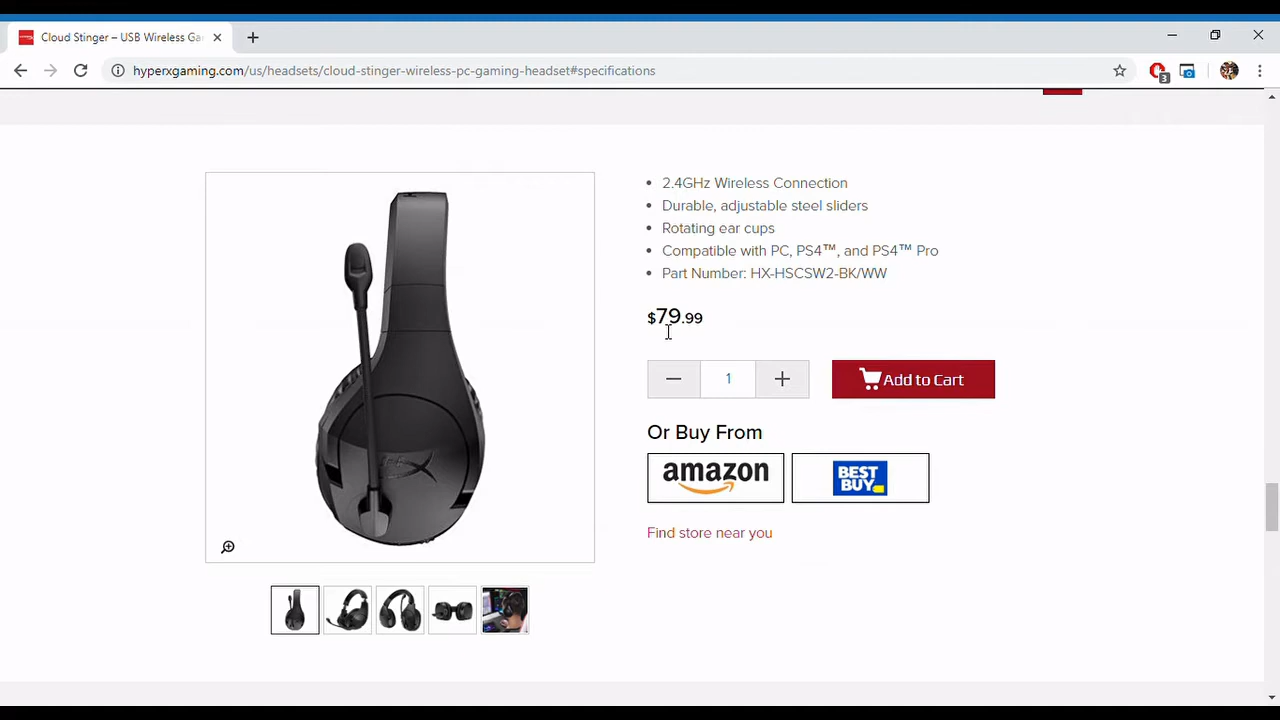 Cloud Stinger – USB Wireless Ga
hyperxgaming.com/us/headsets/cloud-stinger-wireless-pc-gaming-headset#specifications
3
2.4GHz Wireless Connection
Durable, adjustable steel sliders
Rotating ear cups
Compatible with PC, PS4™, and PS4™ Pro
Part Number: HX-HSCSW2-BK/WW
$79.99
1
Add to Cart
Or Buy From
amazon
BEST
BUY
Find store near you